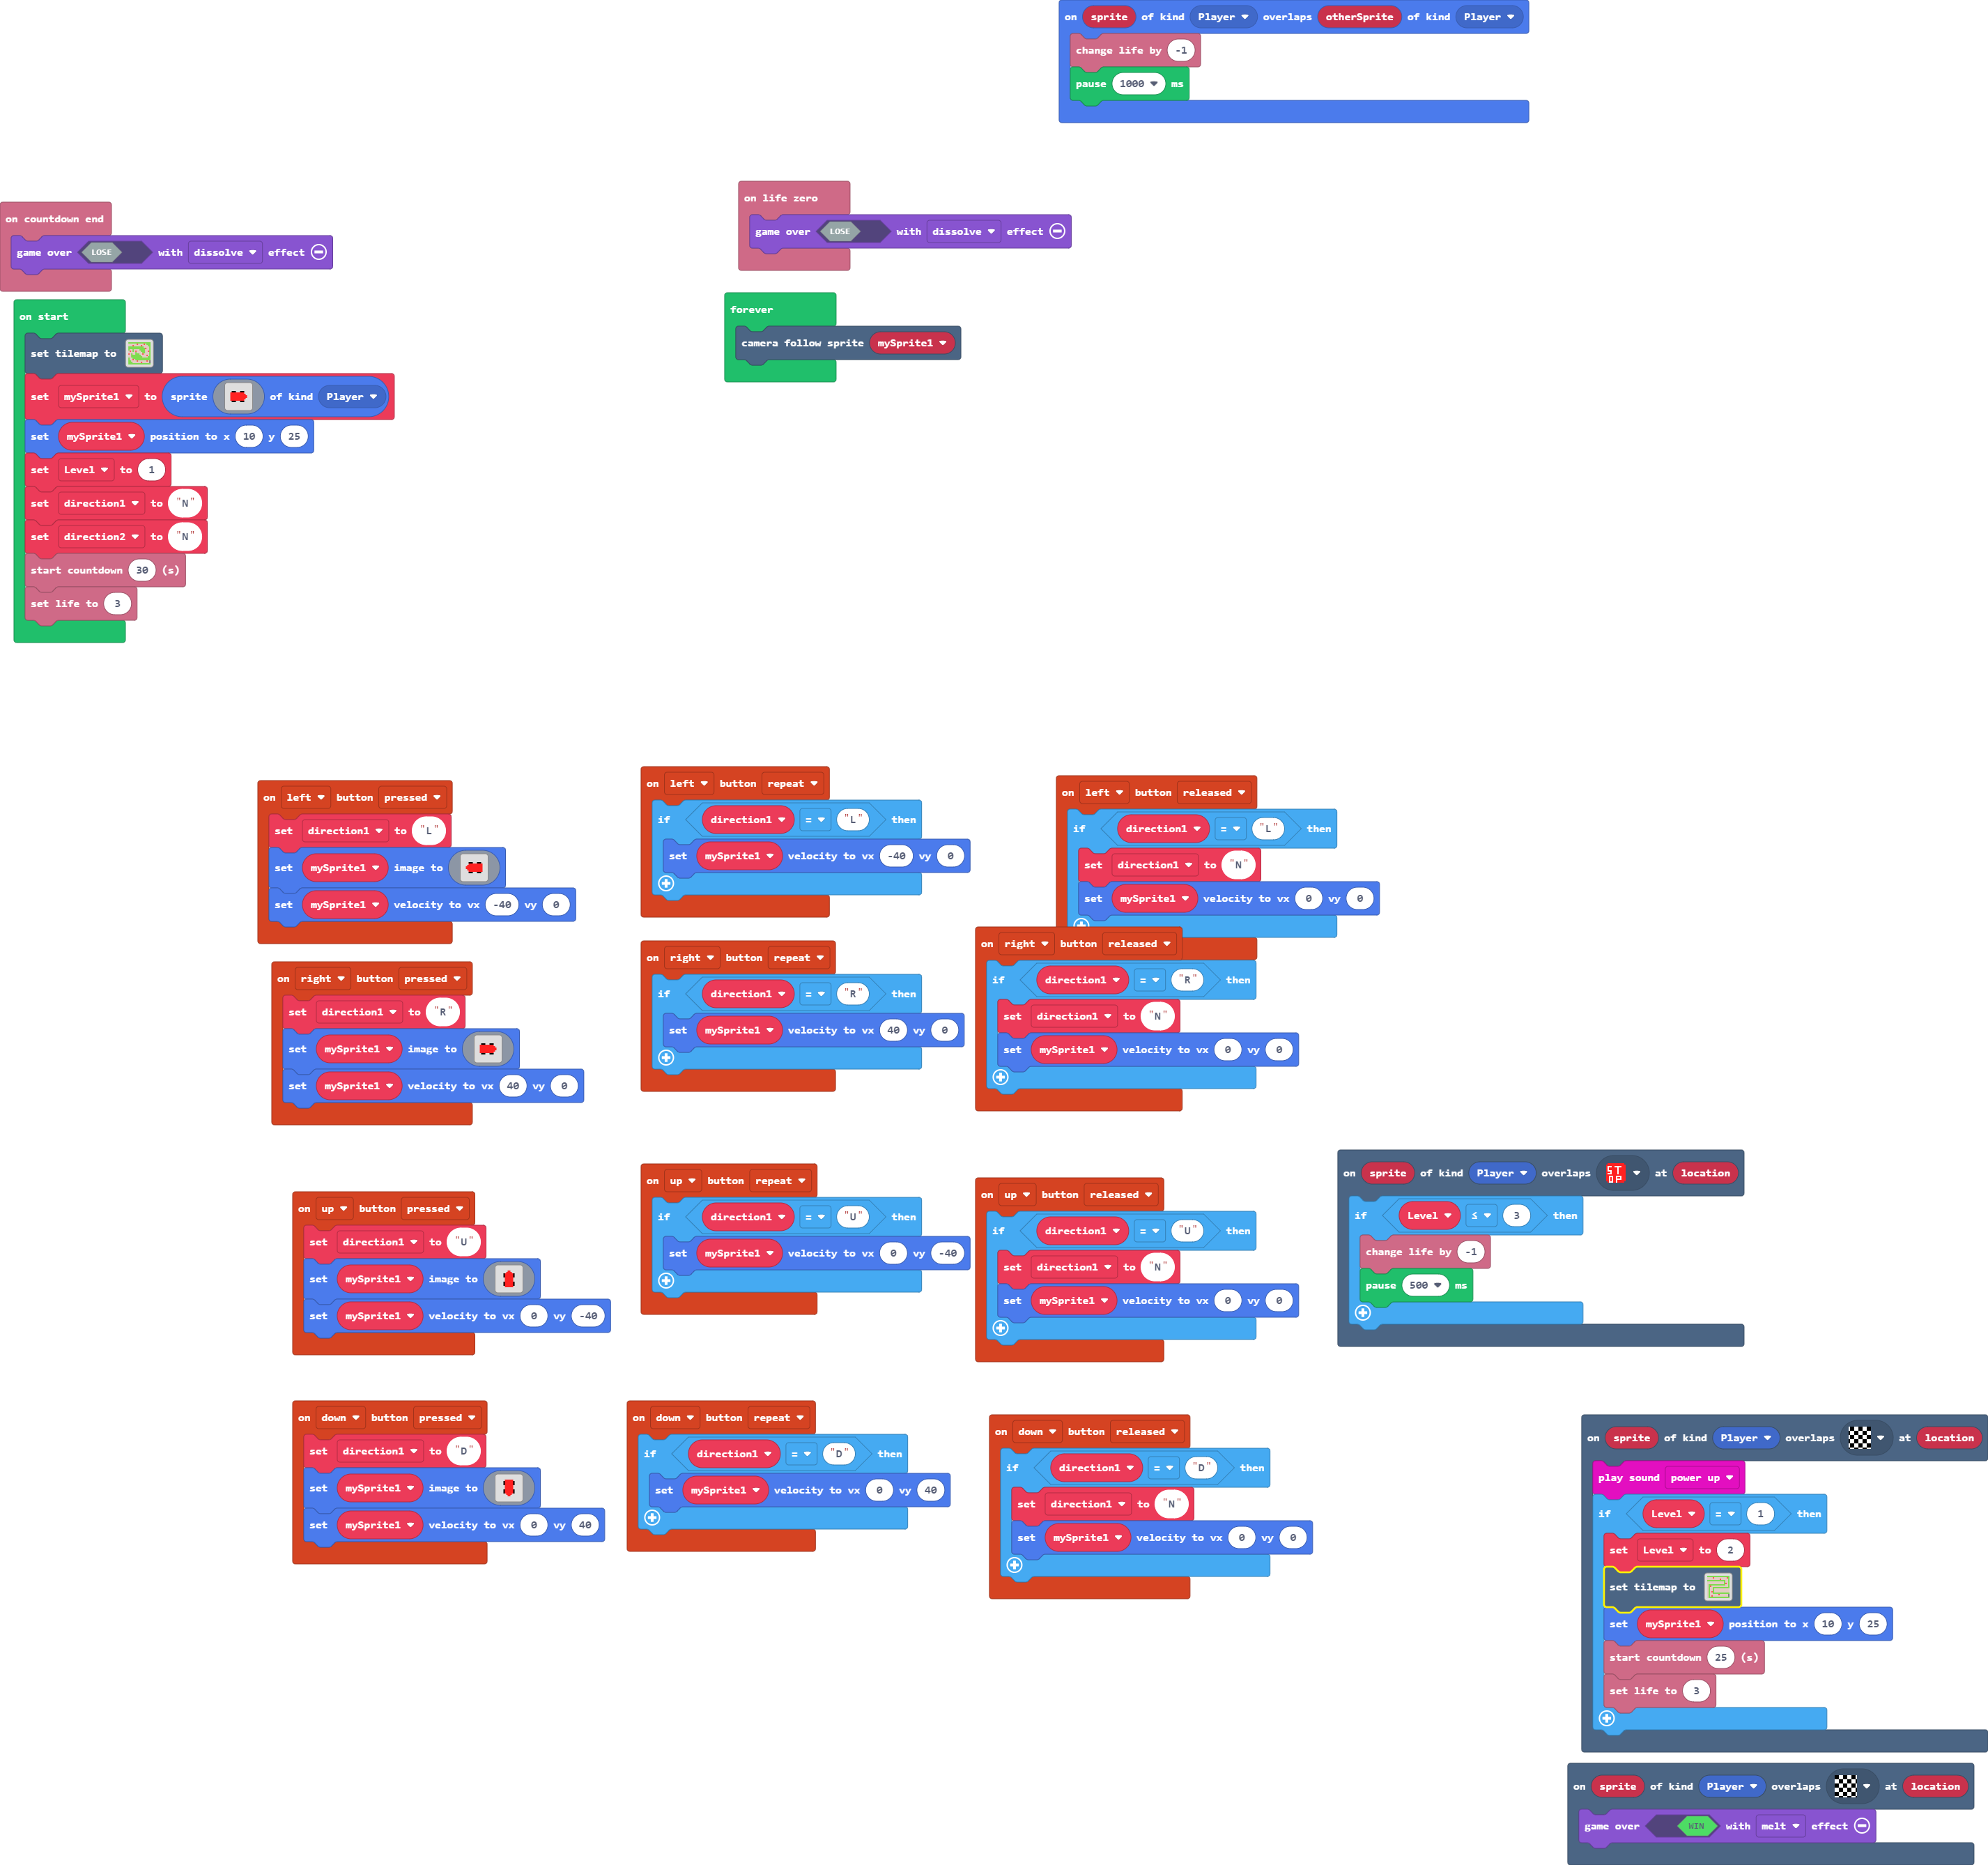 on sprite of kind Player overlaps otherSprite of kind Player
change life by -1
pause 1000 ms
on countdown end
game over LOSE with dissolve effect
on life zero
game over LOSE with dissolve effect
forever
camera follow sprite mySprite1
on start
set tilemap to
set mySprite1 to sprite of kind Player
set mySprite1 position to x 10 y 25
set Level to 1
set direction1 to "N"
set direction2 to "N"
start countdown 30 (s)
set life to 3
on left button pressed
set direction1 to "L"
set mySprite1 image to
set mySprite1 velocity to vx -40 vy 0
on left button repeat
if direction1 = "L" then
set mySprite1 velocity to vx -40 vy 0
on left button released
if direction1 = "L" then
set direction1 to "N"
set mySprite1 velocity to vx 0 vy 0
on right button pressed
set direction1 to "R"
set mySprite1 image to
set mySprite1 velocity to vx 40 vy 0
on right button repeat
if direction1 = "R" then
set mySprite1 velocity to vx 40 vy 0
on right button released
if direction1 = "R" then
set direction1 to "N"
set mySprite1 velocity to vx 0 vy 0
on up button pressed
set direction1 to "U"
set mySprite1 image to
set mySprite1 velocity to vx 0 vy -40
on up button repeat
if direction1 = "U" then
set mySprite1 velocity to vx 0 vy -40
on up button released
if direction1 = "U" then
set direction1 to "N"
set mySprite1 velocity to vx 0 vy 0
on sprite of kind Player overlaps STOP at location
if Level ≤ 3 then
change life by -1
pause 500 ms
on down button pressed
set direction1 to "D"
set mySprite1 image to
set mySprite1 velocity to vx 0 vy 40
on down button repeat
if direction1 = "D" then
set mySprite1 velocity to vx 0 vy 40
on down button released
if direction1 = "D" then
set direction1 to "N"
set mySprite1 velocity to vx 0 vy 0
on sprite of kind Player overlaps at location
play sound power up
if Level = 1 then
set Level to 2
set tilemap to
set mySprite1 position to x 10 y 25
start countdown 25 (s)
set life to 3
on sprite of kind Player overlaps at location
game over WIN with melt effect